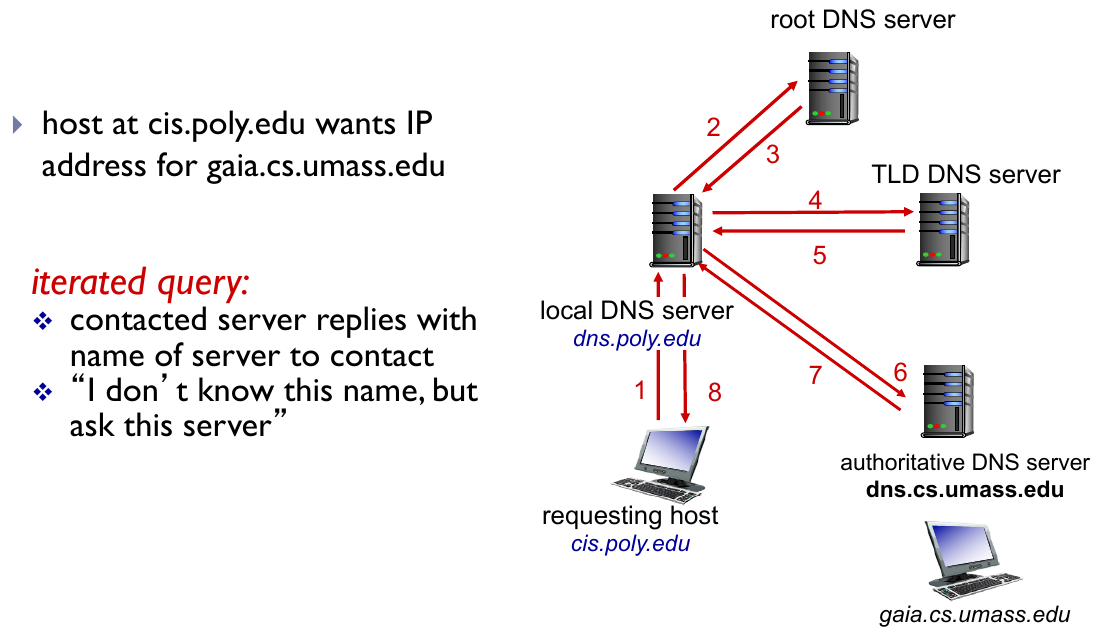 host at cis.poly.edu wants IP
address for gaia.cs.umass.edu
iterated query:
contacted server replies with
name of server to contact
“I don’t know this name, but
ask this server”
root DNS server
2
3
TLD DNS server
4
5
local DNS server
dns.poly.edu
1
8
7
6
requesting host
cis.poly.edu
authoritative DNS server
dns.cs.umass.edu
gaia.cs.umass.edu